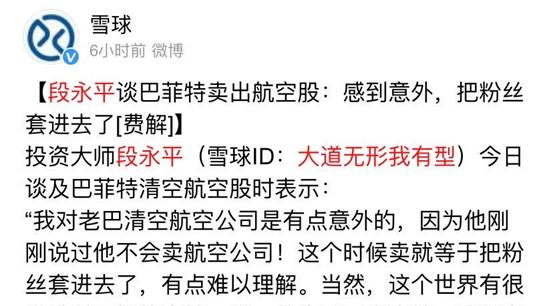 雪球
6小时前 微博
【段永平谈巴菲特卖出航空股：感到意外，把粉丝
套进去了[费解]】
投资大师段永平（雪球ID：大道无形我有型）今日
谈及巴菲特清空航空股时表示：
“我对老巴清空航空公司是有点意外的，因为他刚
刚说过他不会卖航空公司！这个时候卖就等于把粉
丝套进去了，有点难以理解。当然，这个世界有很